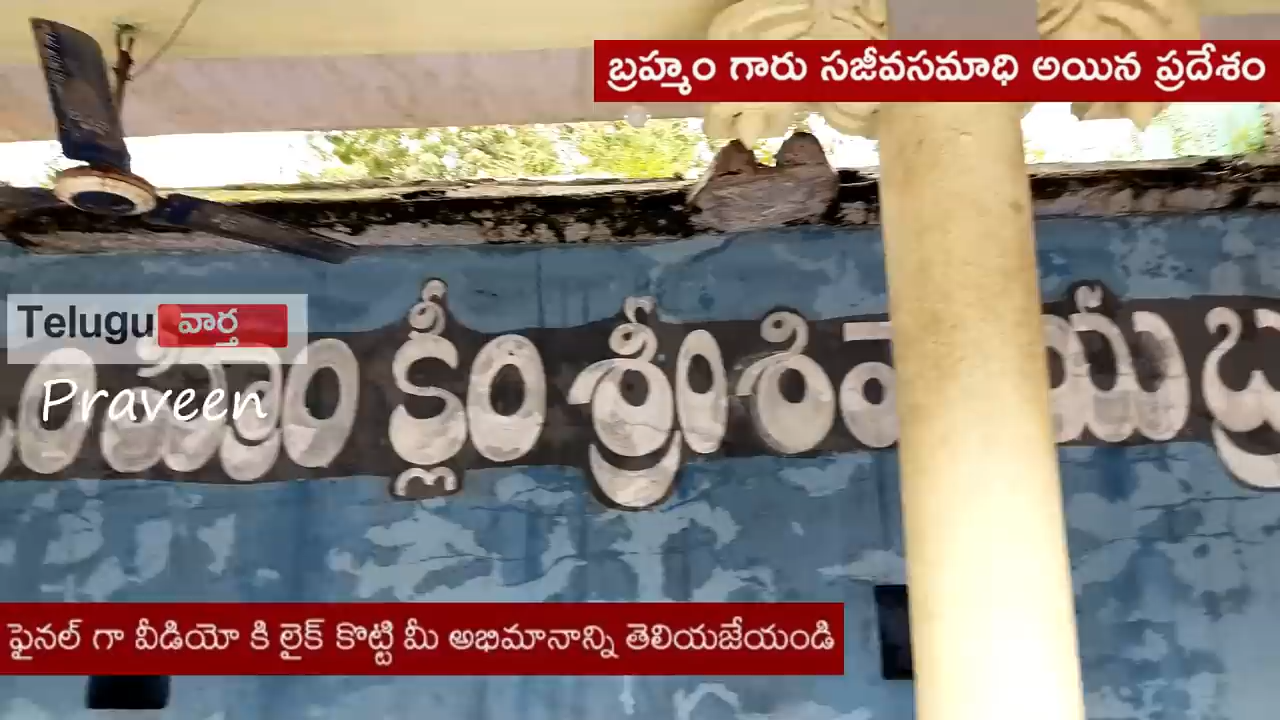 బ్రహ్మం గారు సజీవసమాధి అయిన ప్రదేశం
Telugu వార్త
Praveen
క్లీం శ్రీం
ఫైనల్ గా వీడియో కి లైక్ కొట్టి మీ అభిమానాన్ని తెలియజేయండి